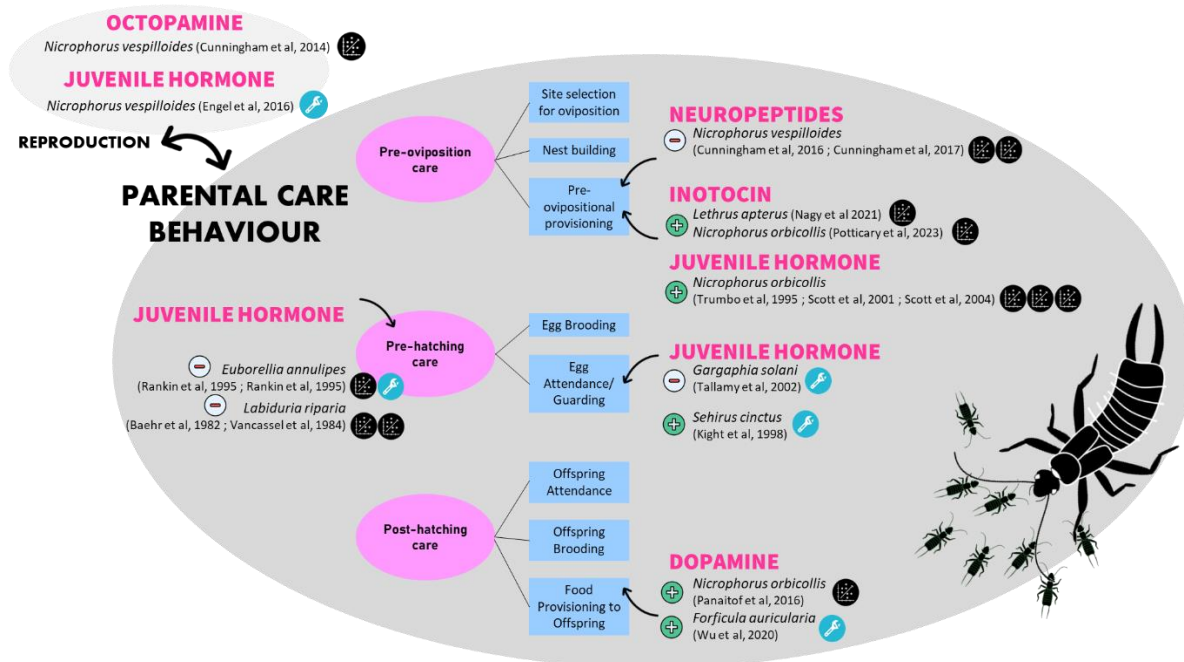 OCTOPAMINE
Nicrophorus vespilloides (Cunningham et al, 2014)
JUVENILE HORMONE
Nicrophorus vespilloides (Engel et al, 2016)
REPRODUCTION
PARENTAL CARE
BEHAVIOUR
Pre-oviposition
care
Site selection
for oviposition
Nest building
Pre-
ovipositional
provisioning
NEUROPEPTIDES
Nicrophorus vespilloides
(Cunningham et al, 2016 ; Cunningham et al, 2017)
INOTOCIN
Lethrus apterus (Nagy et al 2021)
Nicrophorus orbicollis (Potticary et al, 2023)
JUVENILE HORMONE
Nicrophorus orbicollis
(Trumbo et al, 1995 ; Scott et al, 2001 ; Scott et al, 2004)
JUVENILE HORMONE
Euborellia annulipes
(Rankin et al, 1995 ; Rankin et al, 1995)
Labiduria riparia
(Baehr et al, 1982 ; Vancassel et al, 1984)
Pre-hatching
care
Egg Brooding
Egg
Attendance/
Guarding
JUVENILE HORMONE
Gargaphia solani
(Tallamy et al, 2002)
Sehirus cinctus
(Kight et al, 1998)
Post-hatching
care
Offspring
Attendance
Offspring
Brooding
Food
Provisioning to
Offspring
DOPAMINE
Nicrophorus orbicollis
(Panaitof et al, 2016)
Forficula auricularia
(Wu et al, 2020)